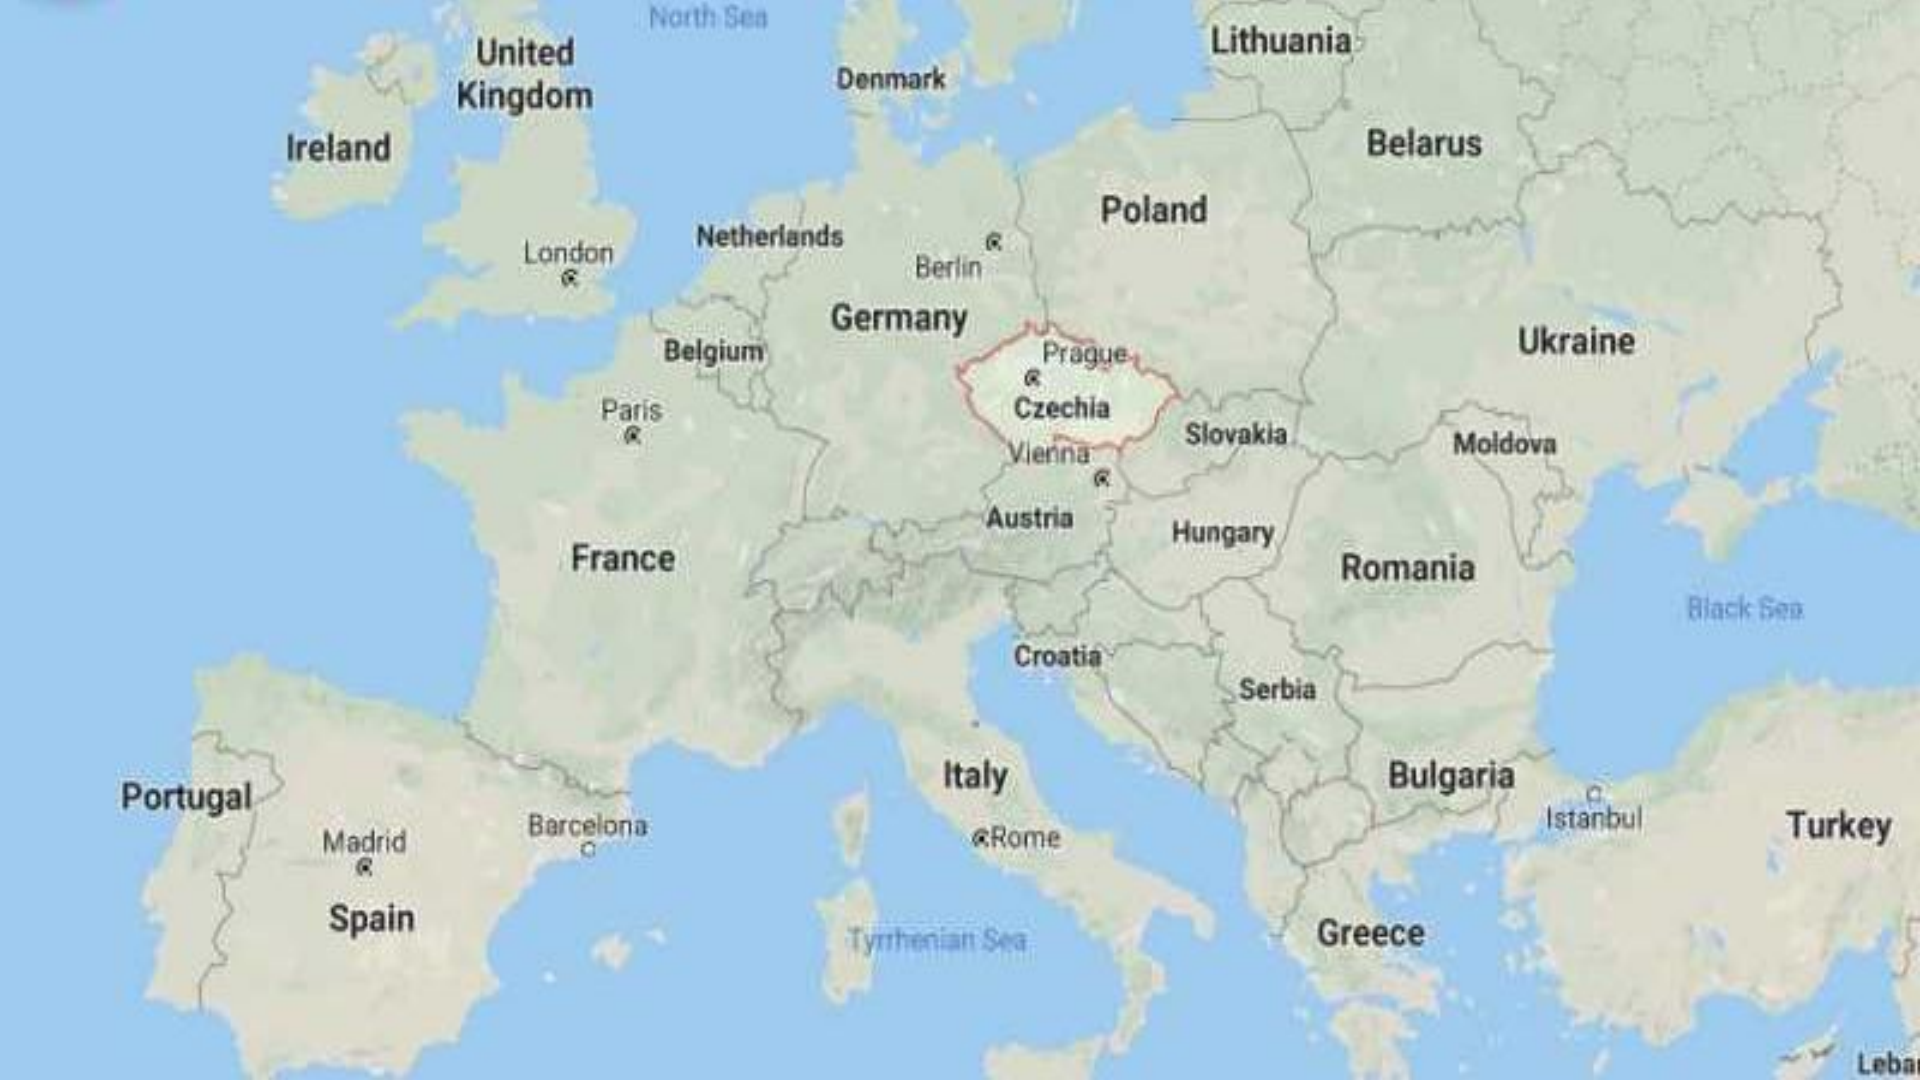 North Sea
United
Kingdom
Lithuania
Denmark
Ireland
Belarus
Poland
Netherlands
London
Berlin
Germany
Ukraine
Belgium
Prague
Czechia
Paris
Slovakia
Moldova
Vienna
Austria
Hungary
France
Romania
Black Sea
Croatia
Serbia
Italy
Bulgaria
Portugal
Istanbul
Turkey
Barcelona
Madrid
Rome
Spain
Greece
Tyrrhenian Sea
Leba